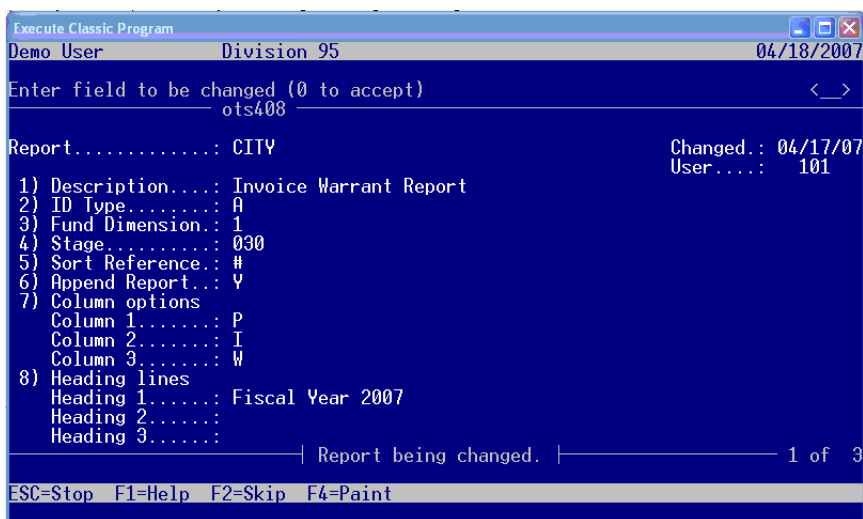 Execute Classic Program
Demo User Division 95 04/18/2007
Enter field to be changed (0 to accept) <__>
ots408
Report.............: CITY Changed.: 04/17/07
User....: 101
1) Description....: Invoice Warrant Report
2) ID Type........: A
3) Fund Dimension.: 1
4) Stage..........: 030
5) Sort Reference.: #
6) Append Report..: Y
7) Column options
Column 1.......: P
Column 2.......: I
Column 3.......: W
8) Heading lines
Heading 1......: Fiscal Year 2007
Heading 2......:
Heading 3......:
Report being changed. 1 of 3
ESC=Stop F1=Help F2=Skip F4=Paint